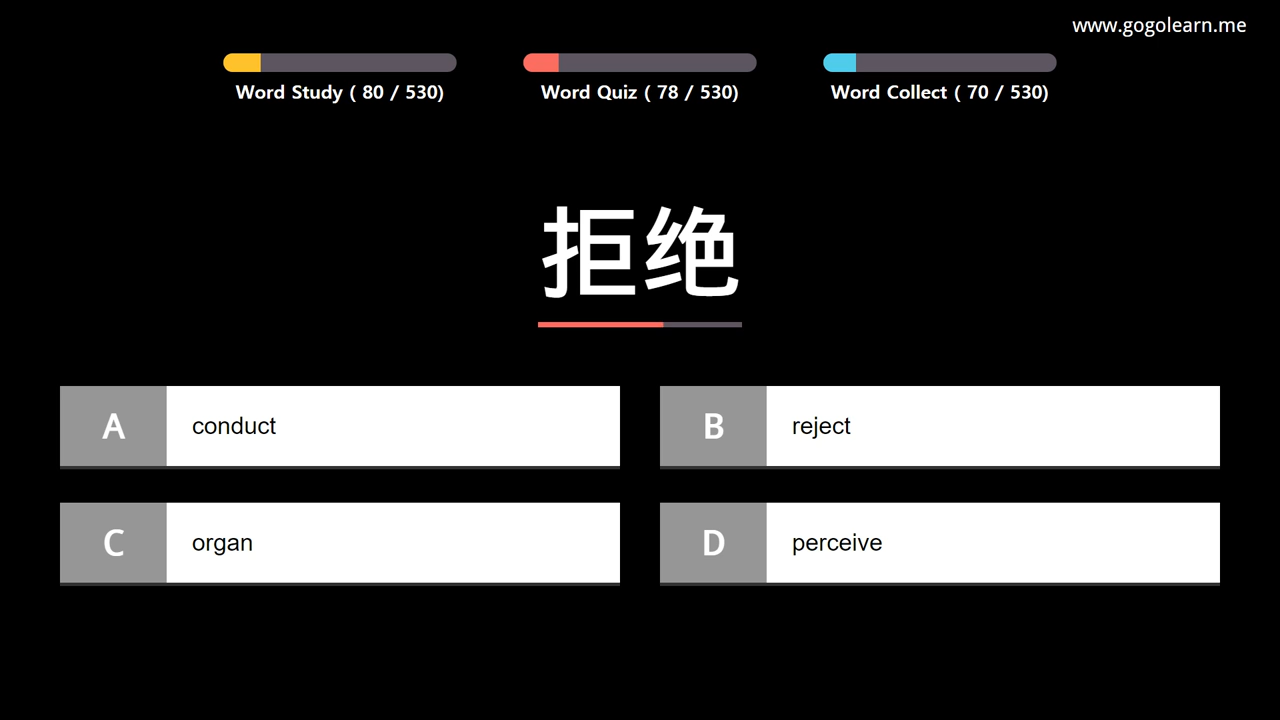 www.gogolearn.me
Word Study ( 80 / 530)
Word Quiz ( 78 / 530)
Word Collect ( 70 / 530)
拒绝
A conduct
B reject
C organ
D perceive